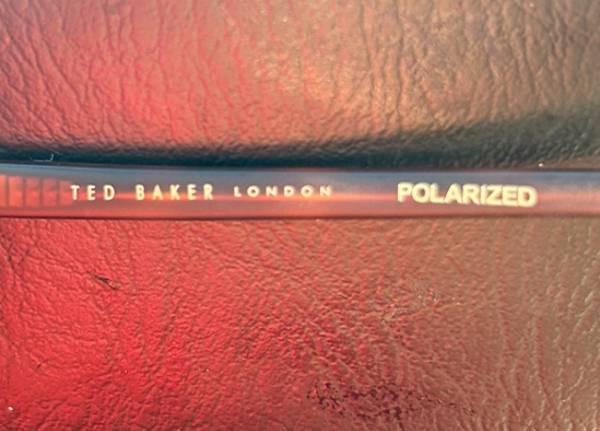 TED BAKER LONDON POLARIZED